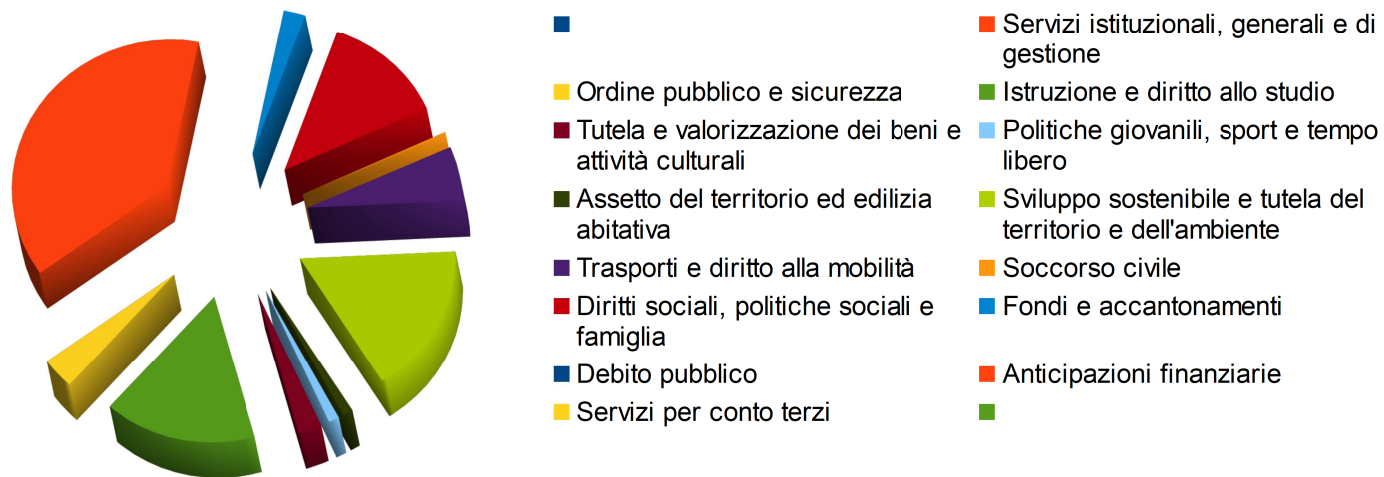 Servizi istituzionali, generali e di
gestione
Ordine pubblico e sicurezza
Istruzione e diritto allo studio
Tutela e valorizzazione dei beni e
attività culturali
Politiche giovanili, sport e tempo
libero
Assetto del territorio ed edilizia
abitativa
Sviluppo sostenibile e tutela del
territorio e dell'ambiente
Trasporti e diritto alla mobilità
Soccorso civile
Diritti sociali, politiche sociali e
famiglia
Fondi e accantonamenti
Debito pubblico
Anticipazioni finanziarie
Servizi per conto terzi